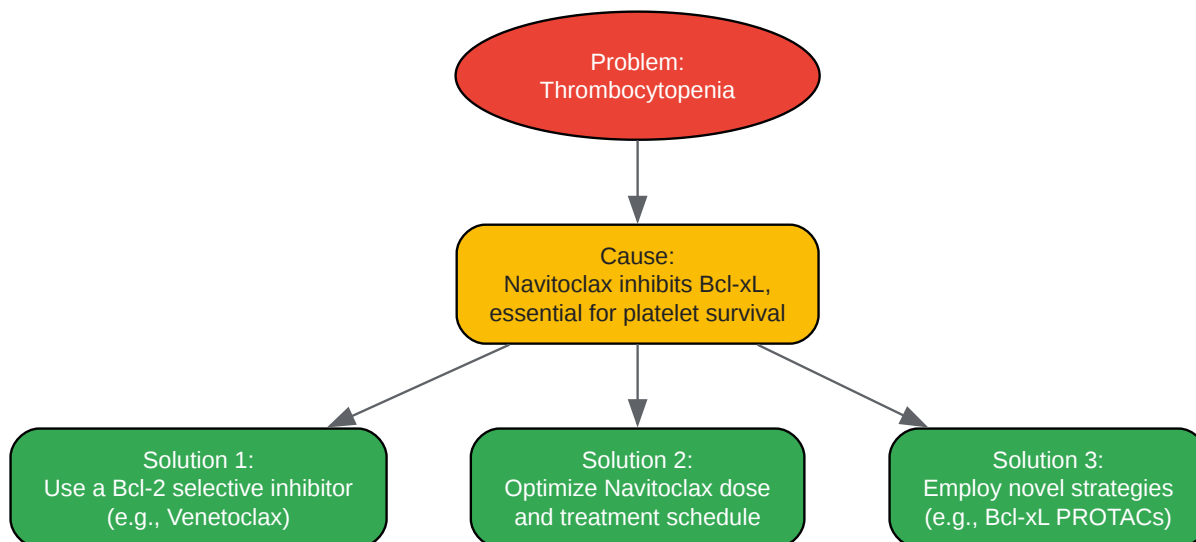 Problem:
Thrombocytopenia
Cause:
Navitoclax inhibits Bcl-xL,
essential for platelet survival
Solution 1:
Use a Bcl-2 selective inhibitor
(e.g., Venetoclax)
Solution 2:
Optimize Navitoclax dose
and treatment schedule
Solution 3:
Employ novel strategies
(e.g., Bcl-xL PROTACs)